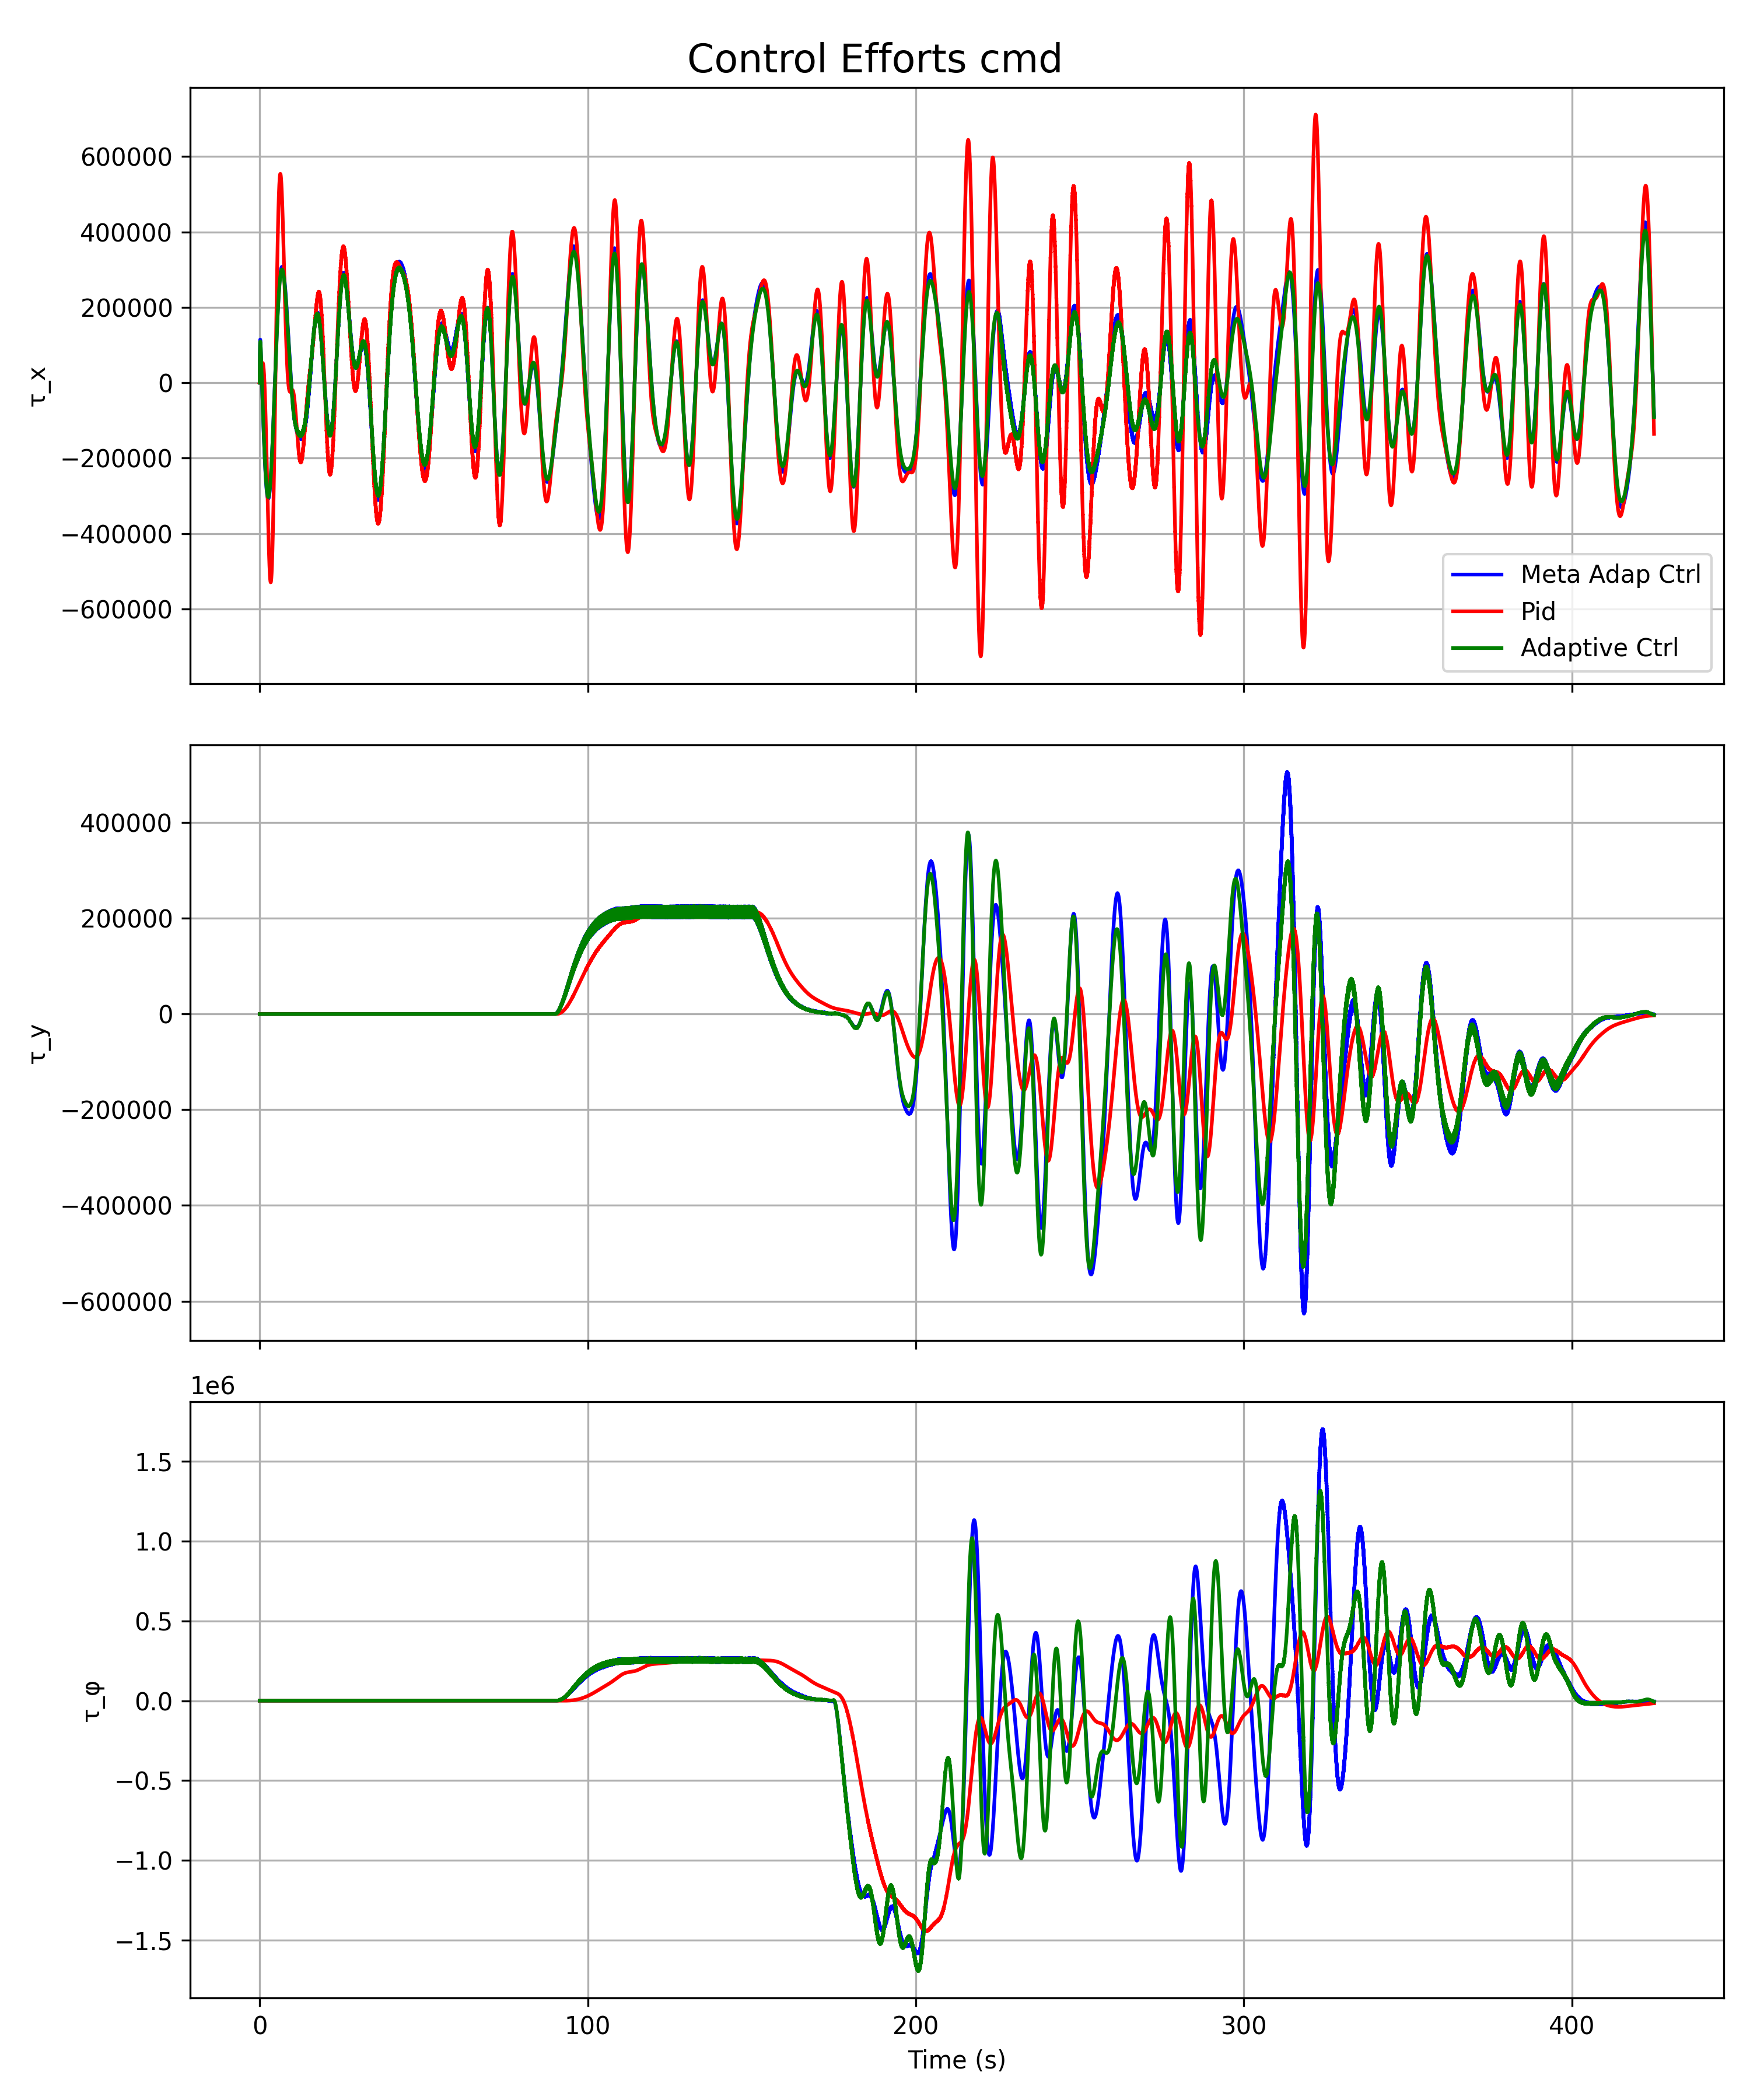 Control Efforts cmd
600000
400000
200000
0
−200000
−400000
−600000
τ_x
Meta Adap Ctrl
Pid
Adaptive Ctrl
400000
200000
0
−200000
−400000
−600000
τ_y
1e6
1.5
1.0
0.5
0.0
−0.5
−1.0
−1.5
τ_φ
0 100 200 300 400
Time (s)